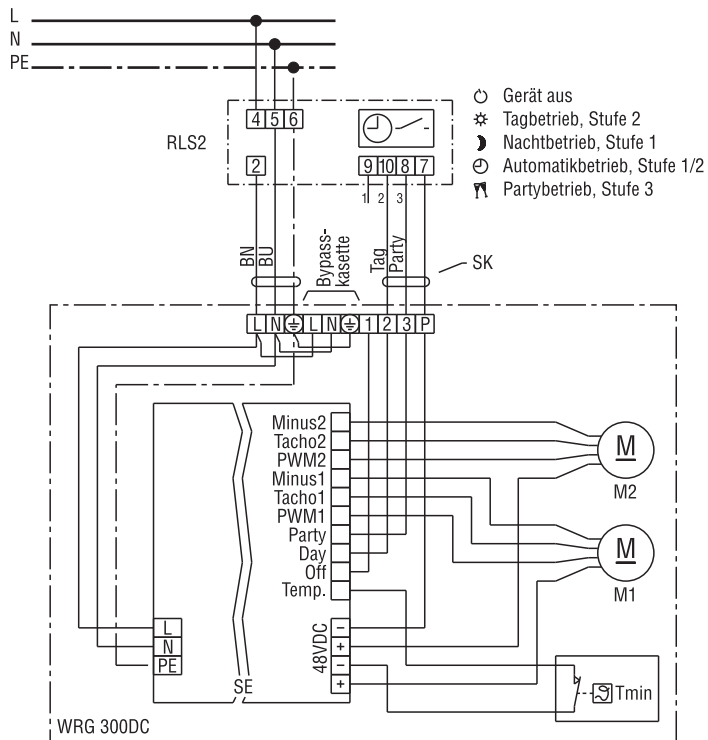 L
N
PE
4 5 6
RLS2
2
9 10 8 7
1 2 3
Gerät aus
Tagbetrieb, Stufe 2
Nachtbetrieb, Stufe 1
Automatikbetrieb, Stufe 1/2
Partybetrieb, Stufe 3
BN
BU
Bypass-
kasette
Tag
Party
SK
L N L N 1 2 3 P
Minus2
Tacho2
PWM2
Minus1
Tacho1
PWM1
Party
Day
Off
Temp.
M
M2
M
M1
L
N
PE
48VDC
−
+
−
+
SE
Tmin
WRG 300DC